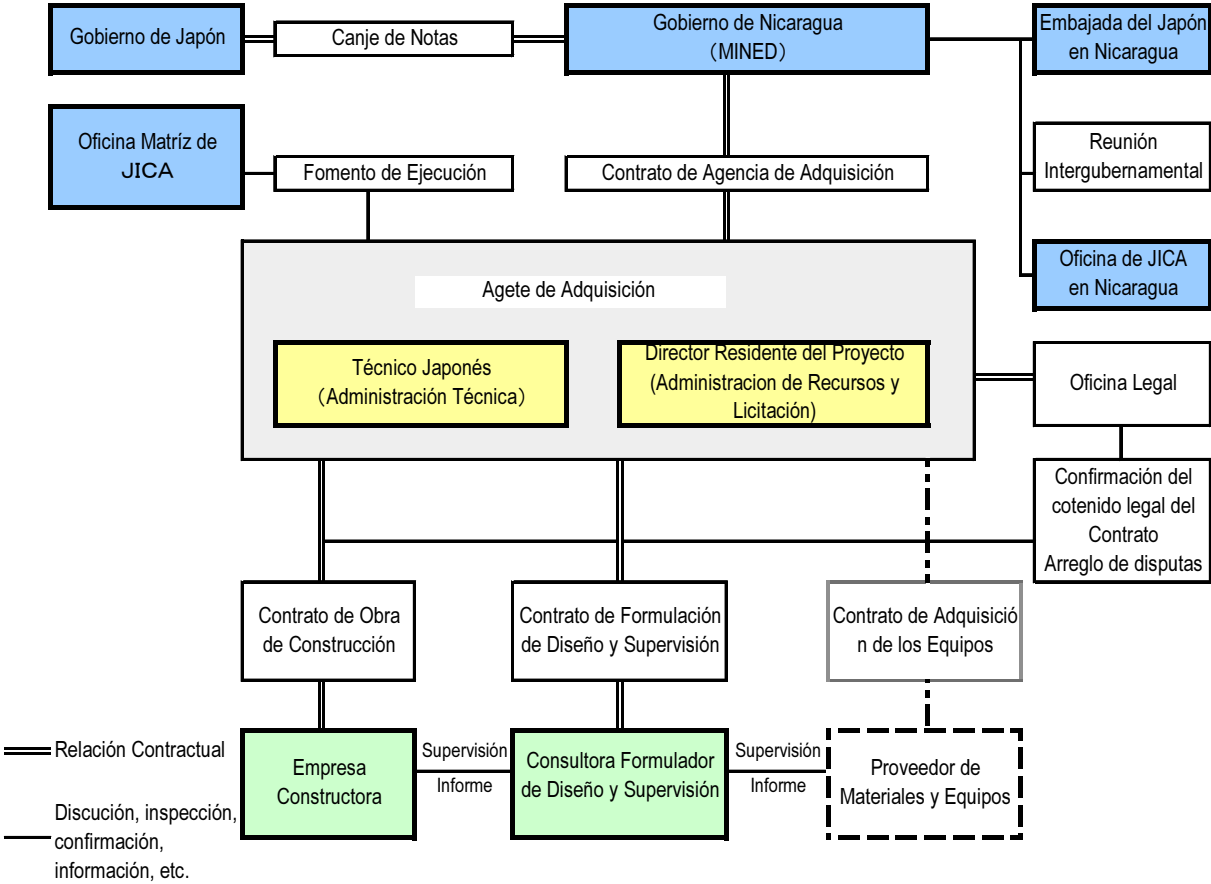 Gobierno de Japón
Canje de Notas
Gobierno de Nicaragua
（MINED）
Embajada del Japón
en Nicaragua
Oficina Matríz de
JICA
Fomento de Ejecución
Contrato de Agencia de Adquisición
Reunión
Intergubernamental
Oficina de JICA
en Nicaragua
Agete de Adquisición
Técnico Japonés
（Administración Técnica）
Director Residente del Proyecto
(Administracion de Recursos y
Licitación)
Oficina Legal
Confirmación del
cotenido legal del
Contrato
Arreglo de disputas
Contrato de Obra
de Construcción
Contrato de Formulación
de Diseño y Supervisión
Contrato de Adquisició
n de los Equipos
Relación Contractual
Empresa
Constructora
Supervisión
Informe
Consultora Formulador
de Diseño y Supervisión
Supervisión
Informe
Proveedor de
Materiales y Equipos
Discución, inspección,
confirmación,
información, etc.